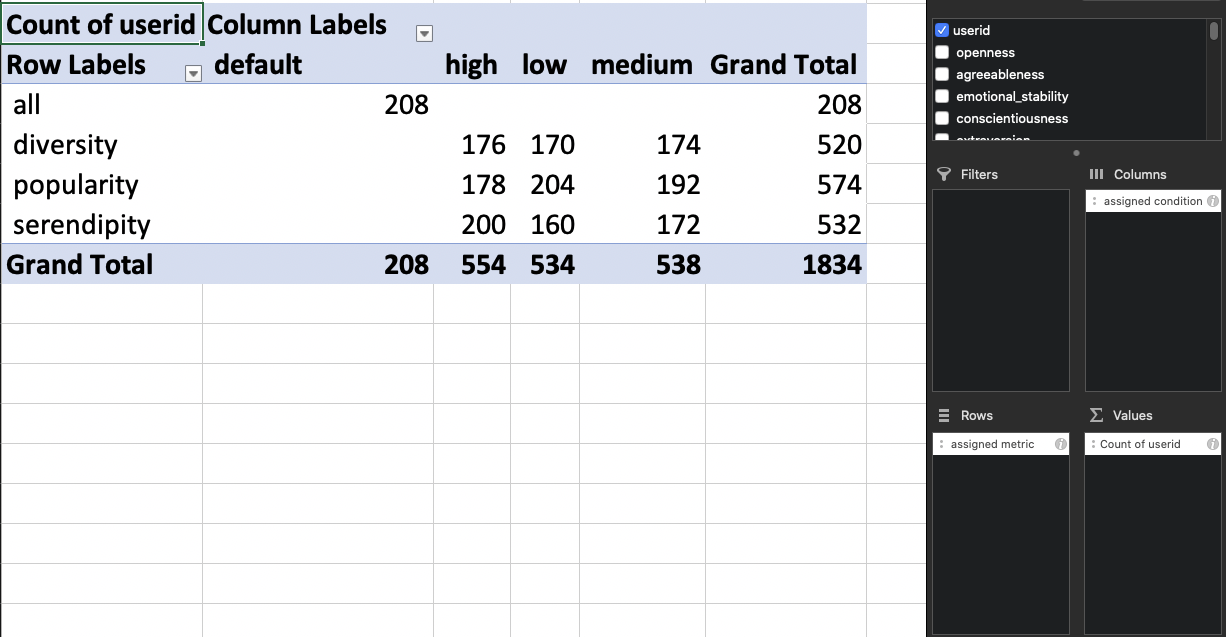 Count of userid Column Labels
Row Labels default high low medium Grand Total
all 208 208
diversity 176 170 174 520
popularity 178 204 192 574
serendipity 200 160 172 532
Grand Total 208 554 534 538 1834
userid
openness
agreeableness
emotional_stability
conscientiousness
extraversion
Filters
Columns
assigned condition
Rows
assigned metric
Values
Count of userid